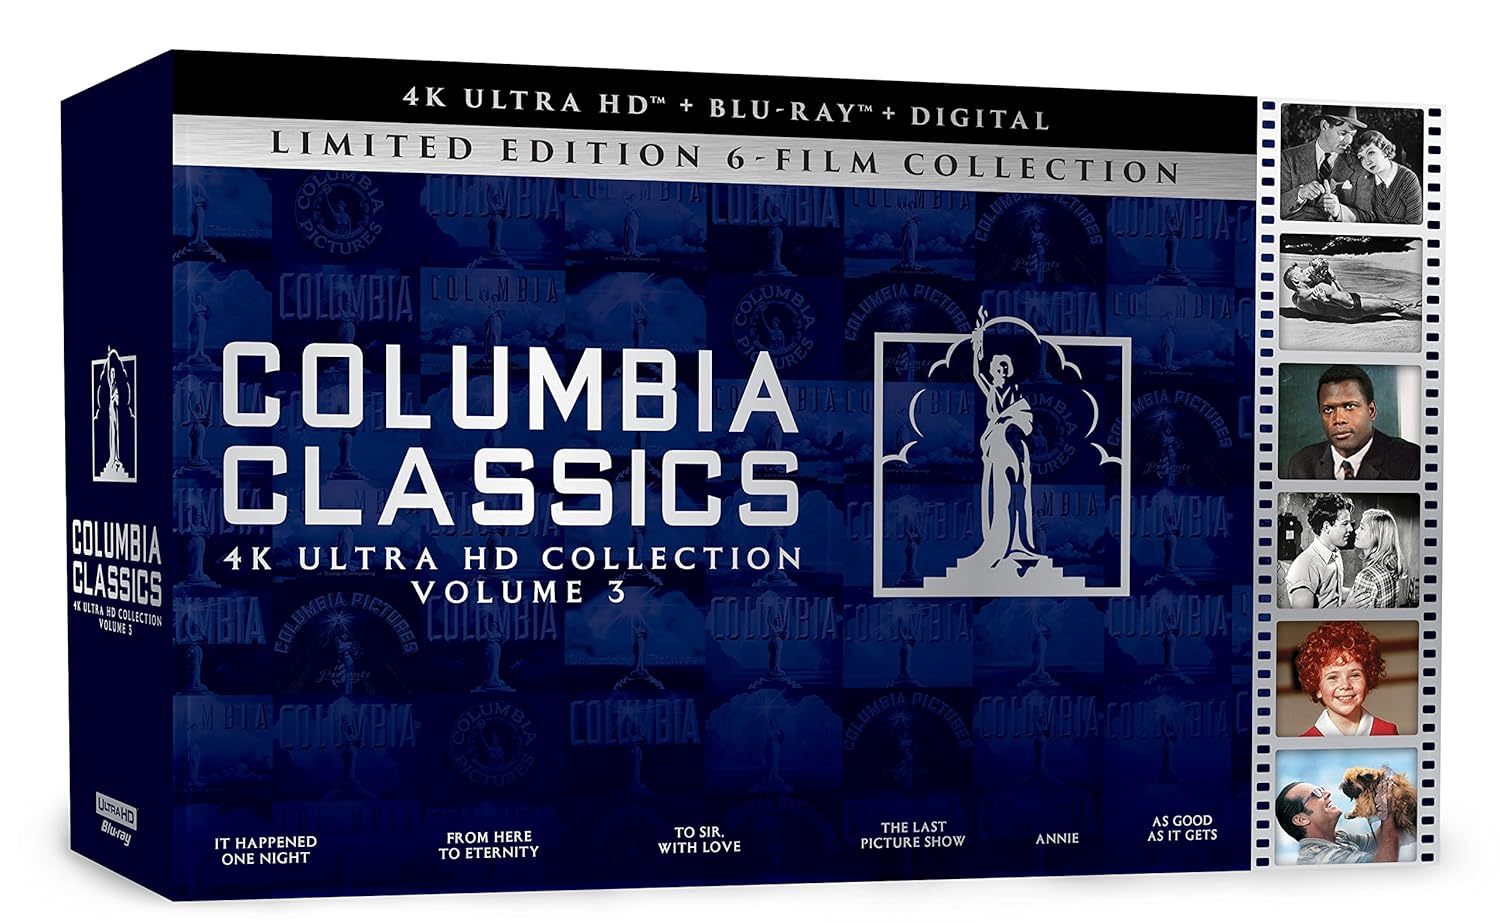 4K ULTRA HD™ + BLU-RAY™ + DIGITAL
LIMITED EDITION 6-FILM COLLECTION
COLUMBIA
CLASSICS
4K ULTRA HD COLLECTION
VOLUME 3
IT HAPPENED
ONE NIGHT
FROM HERE
TO ETERNITY
TO SIR,
WITH LOVE
THE LAST
PICTURE SHOW
ANNIE
AS GOOD
AS IT GETS
COLUMBIA
CLASSICS
4K ULTRA HD COLLECTION
VOLUME 3
ULTRA HD
Blu-ray